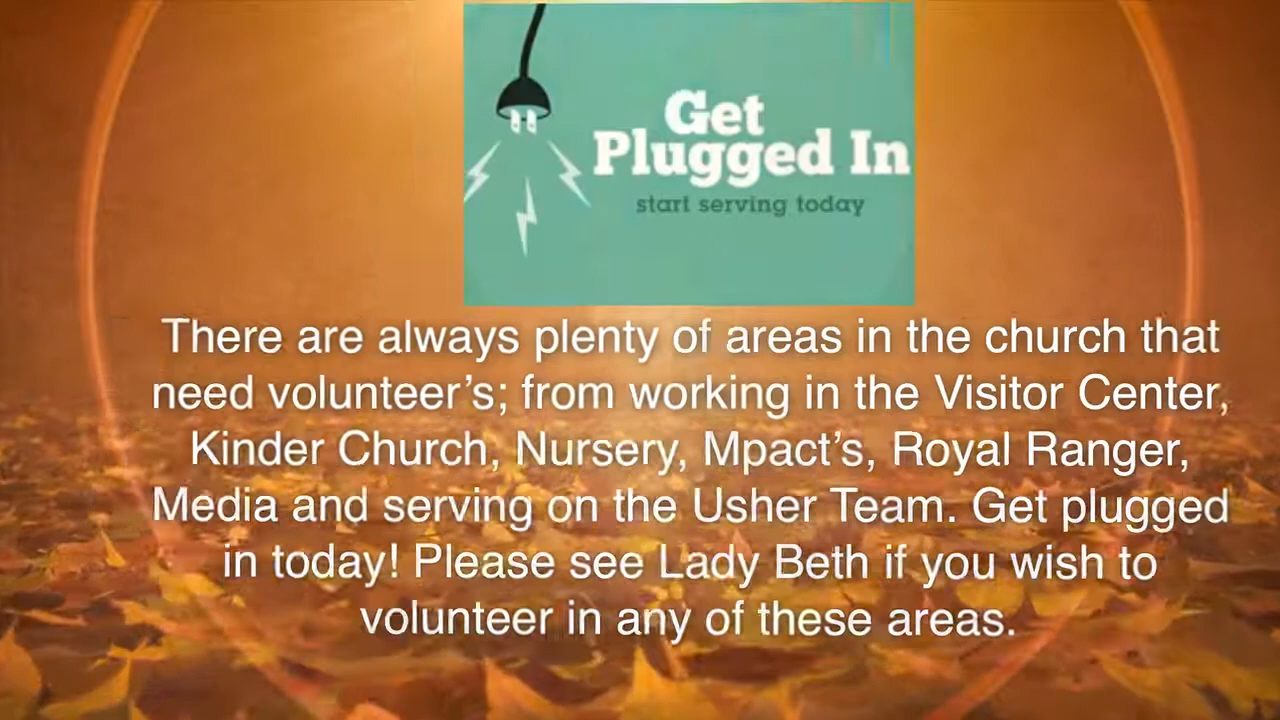 Get
Plugged In
start serving today
There are always plenty of areas in the church that
need volunteer’s; from working in the Visitor Center,
Kinder Church, Nursery, Mpact’s, Royal Ranger,
Media and serving on the Usher Team. Get plugged
in today! Please see Lady Beth if you wish to
volunteer in any of these areas.